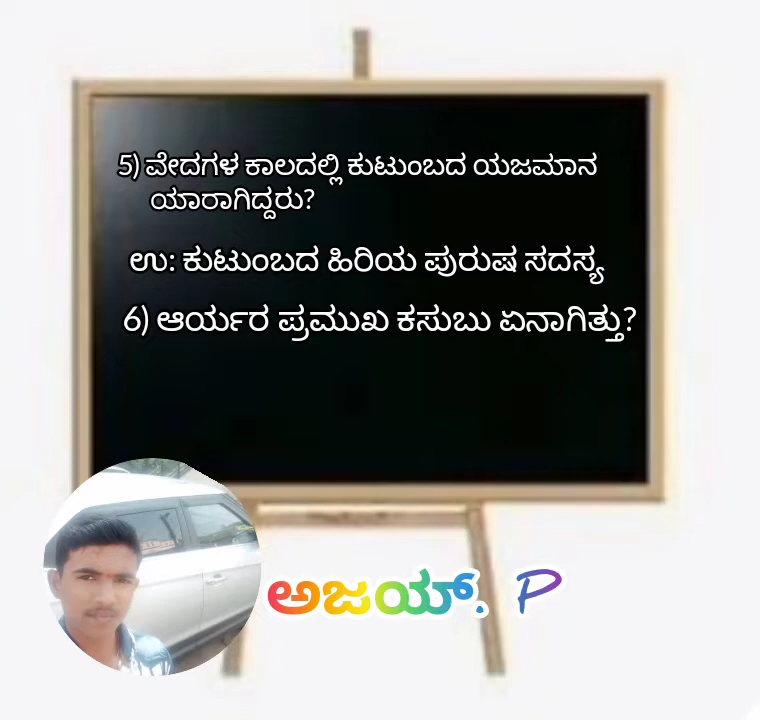 5) ವೇದಗಳ ಕಾಲದಲ್ಲಿ ಕುಟುಂಬದ ಯಜಮಾನ
ಯಾರಾಗಿದ್ದರು?
ಉ: ಕುಟುಂಬದ ಹಿರಿಯ ಪುರುಷ ಸದಸ್ಯ
6) ಆರ್ಯರ ಪ್ರಮುಖ ಕಸುಬು ಏನಾಗಿತ್ತು?
ಅಜಯ್. P